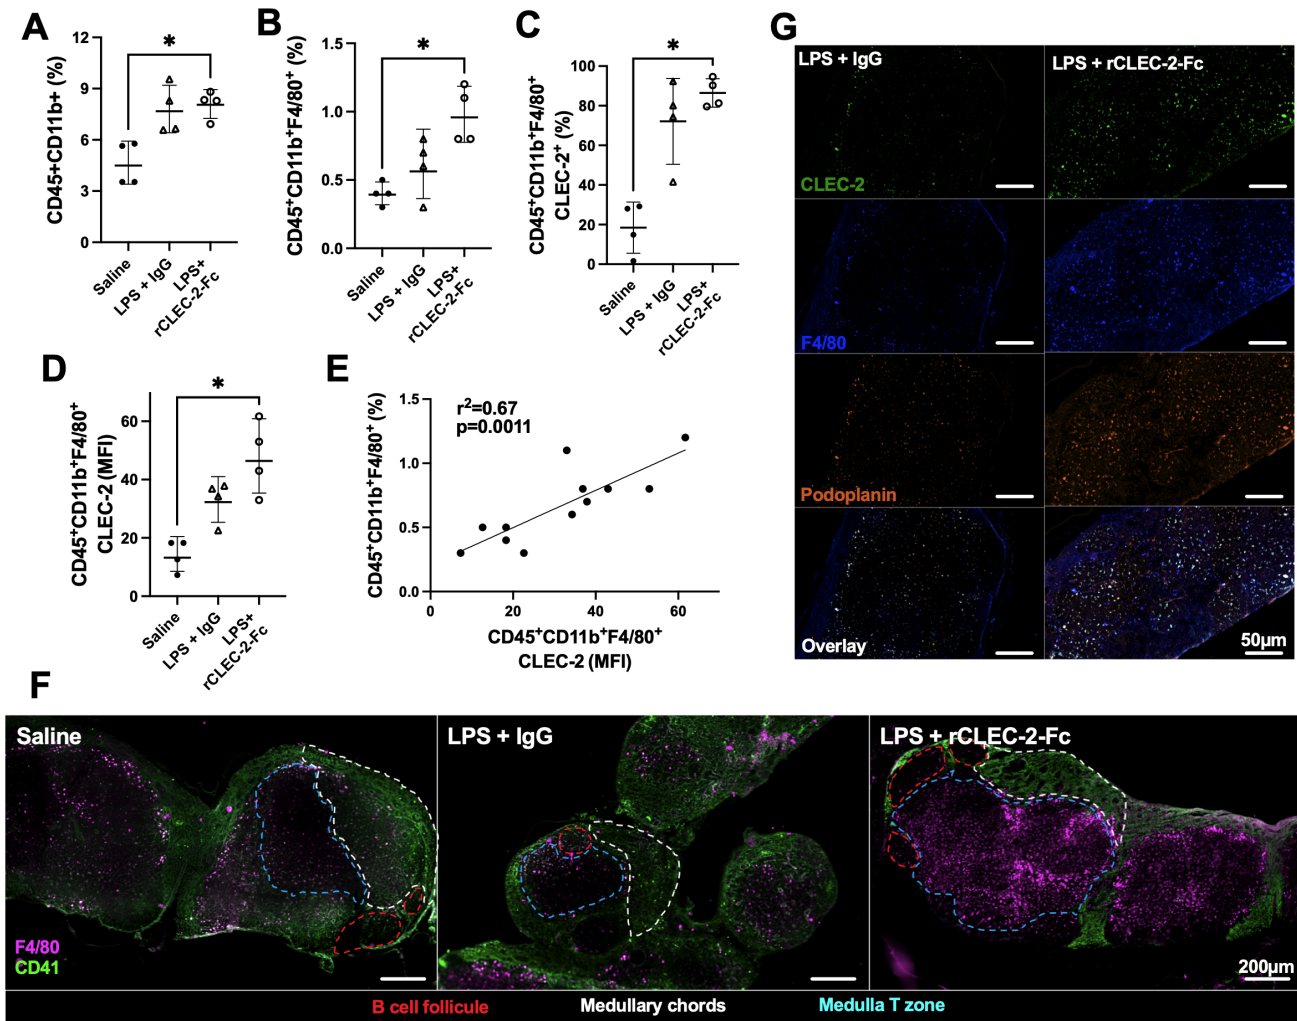 A
CD45+CD11b+ (%)
12
9
6
3
0
*
Saline
LPS + IgG
LPS+
rCLEC-2-Fc
B
CD45⁺CD11b⁺F4/80⁺ (%)
1.5
1.0
0.5
0.0
*
Saline
LPS + IgG
LPS+
rCLEC-2-Fc
C
CD45⁺CD11b⁺F4/80⁺
CLEC-2⁺ (%)
100
80
60
40
20
0
*
Saline
LPS + IgG
LPS+
rCLEC-2-Fc
D
CD45⁺CD11b⁺F4/80⁺
CLEC-2 (MFI)
60
40
20
0
*
Saline
LPS + IgG
LPS+
rCLEC-2-Fc
E
CD45⁺CD11b⁺F4/80⁺ (%)
1.5
1.0
0.5
0.0
r²=0.67
p=0.0011
0 20 40 60
CD45⁺CD11b⁺F4/80⁺
CLEC-2 (MFI)
G
LPS + IgG
LPS + rCLEC-2-Fc
CLEC-2
F4/80
Podoplanin
Overlay
50µm
F
Saline
LPS + IgG
LPS + rCLEC-2-Fc
F4/80
CD41
200µm
B cell follicule
Medullary chords
Medulla T zone